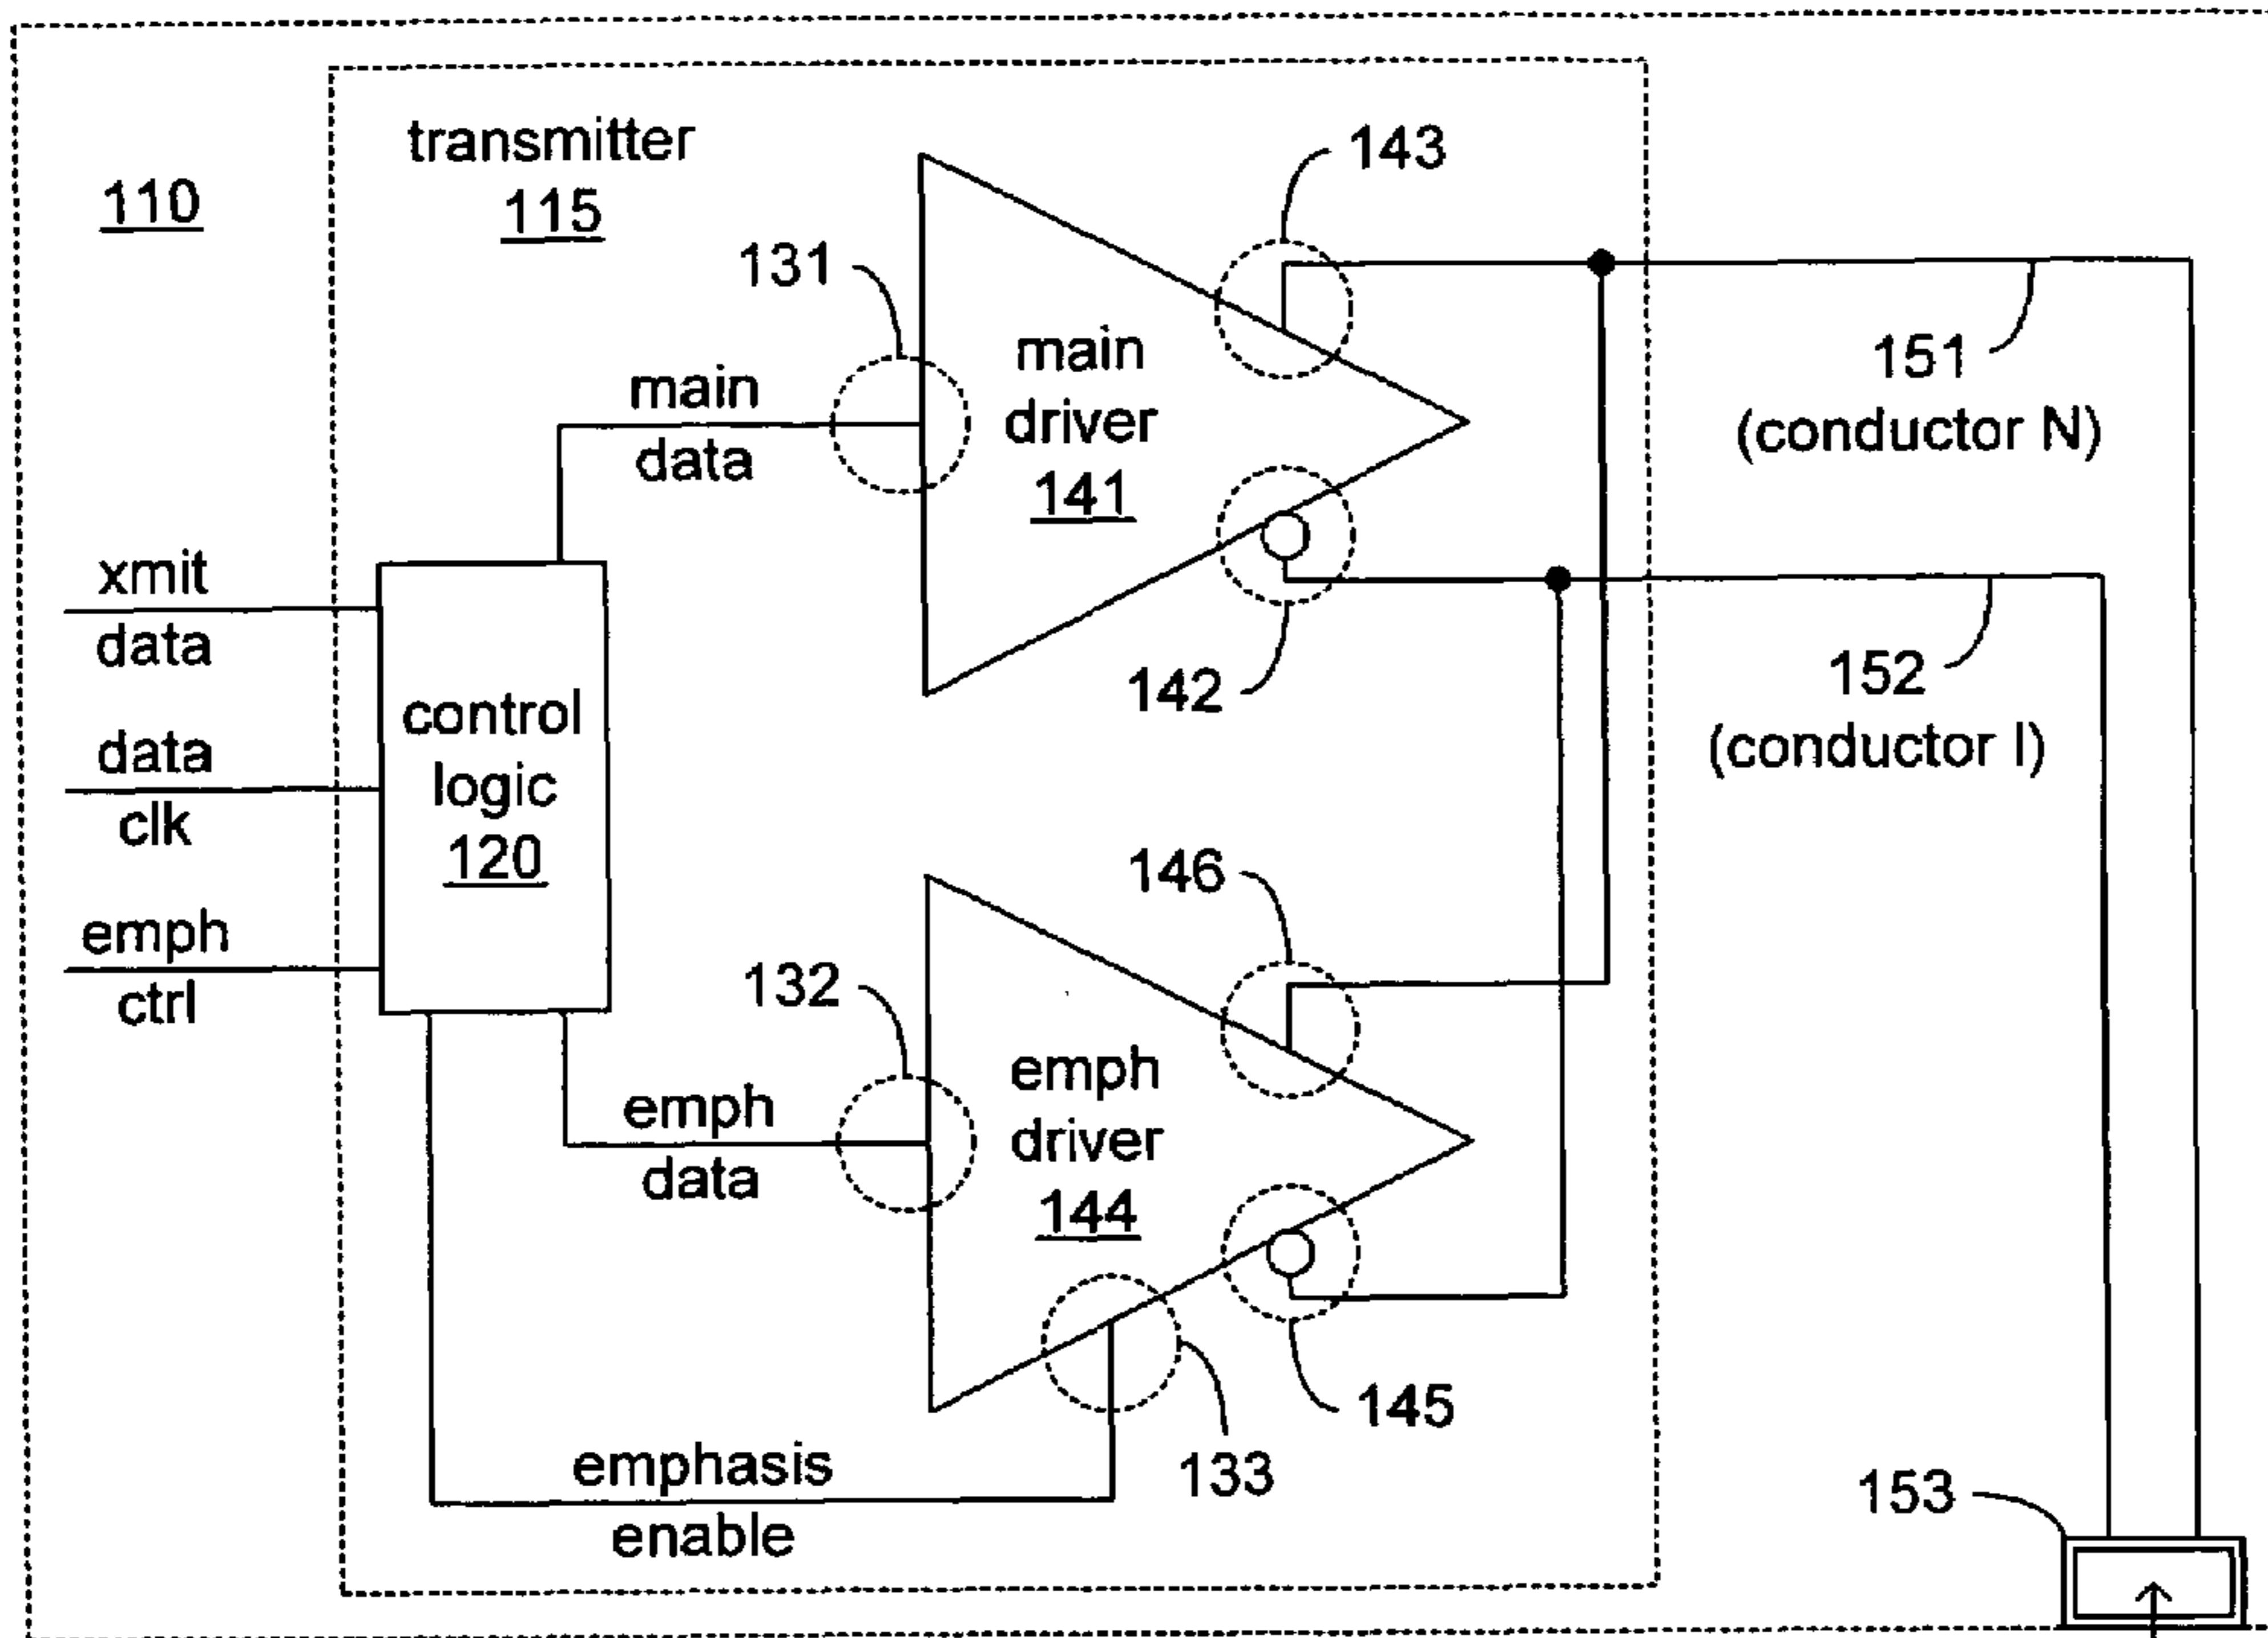 transmitter
115
110
143
131
main
driver
141
main
data
151
(conductor N)
142
152
(conductor I)
xmit
data
data
clk
emph
ctrl
control
logic
120
146
132
emph
driver
144
emph
data
145
133
emphasis
enable
153